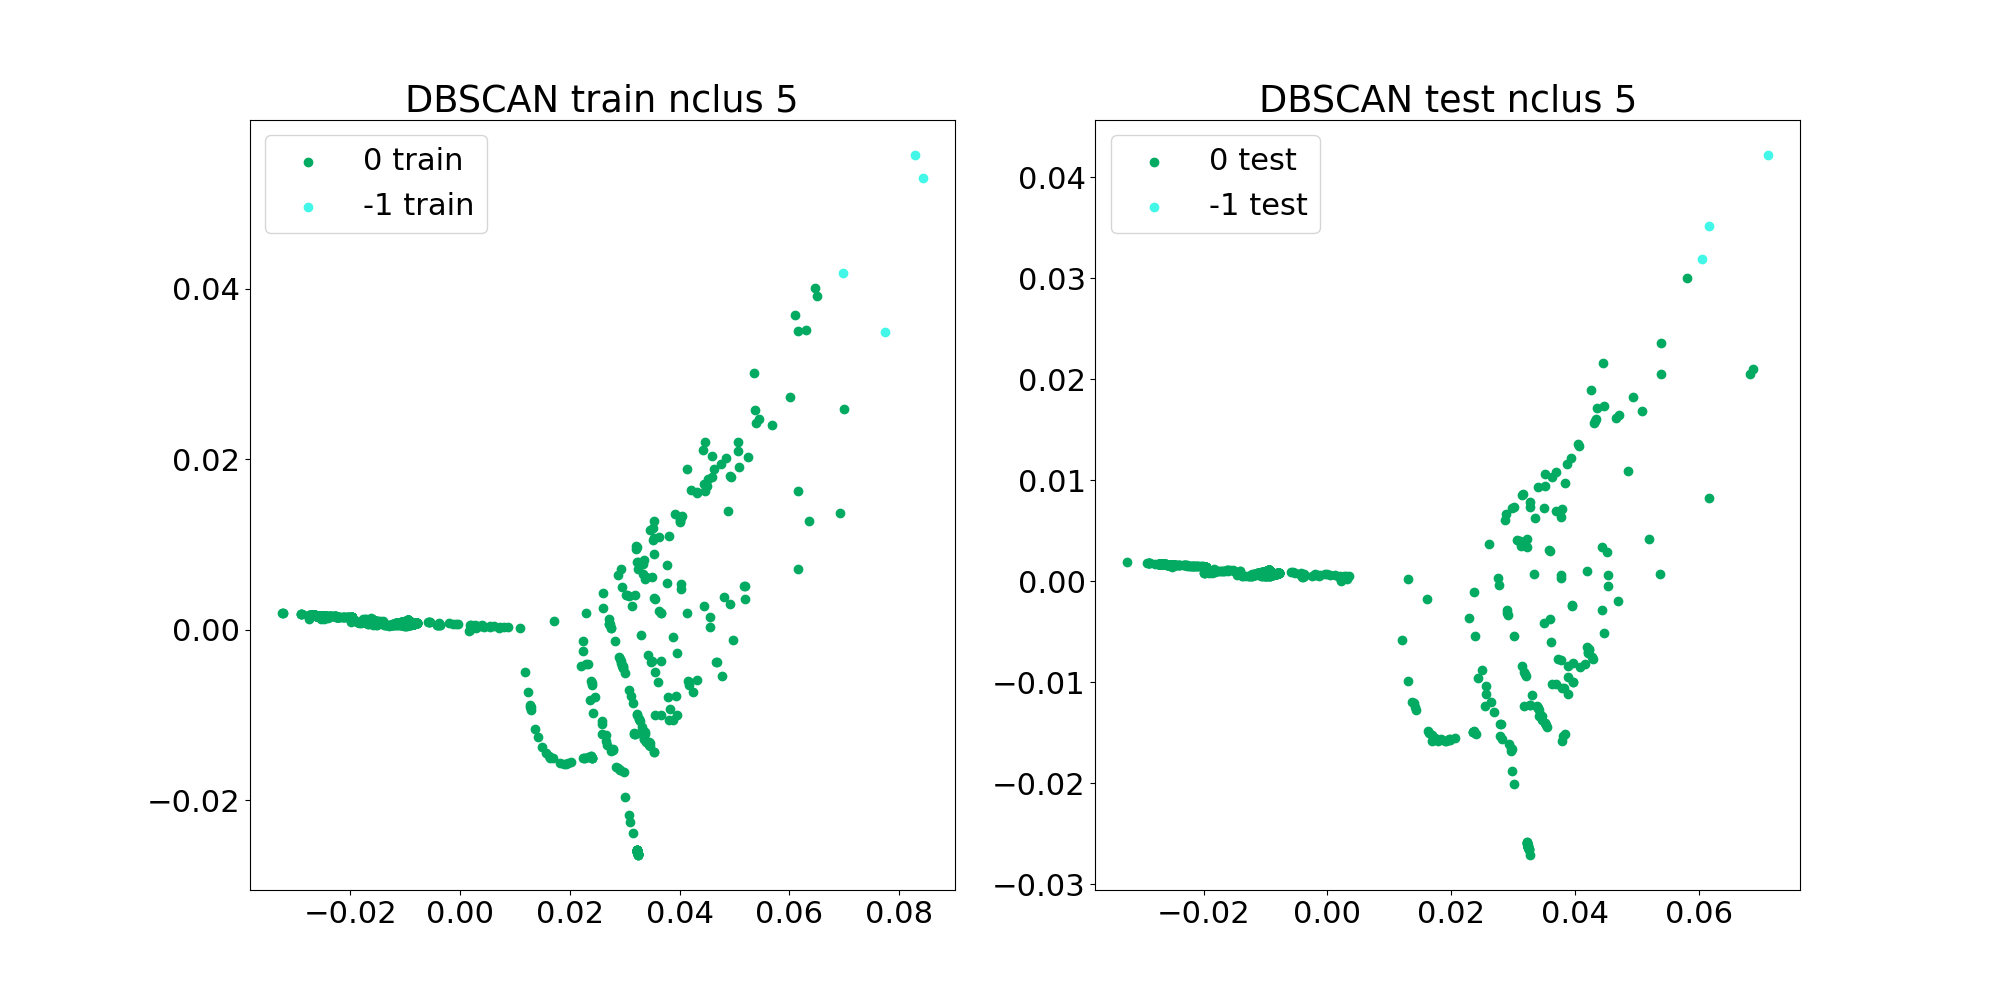 DBSCAN train nclus 5
0 train
-1 train
0.04
0.02
0.00
−0.02
−0.02 0.00 0.02 0.04 0.06 0.08
DBSCAN test nclus 5
0 test
-1 test
0.04
0.03
0.02
0.01
0.00
−0.01
−0.02
−0.03
−0.02 0.00 0.02 0.04 0.06